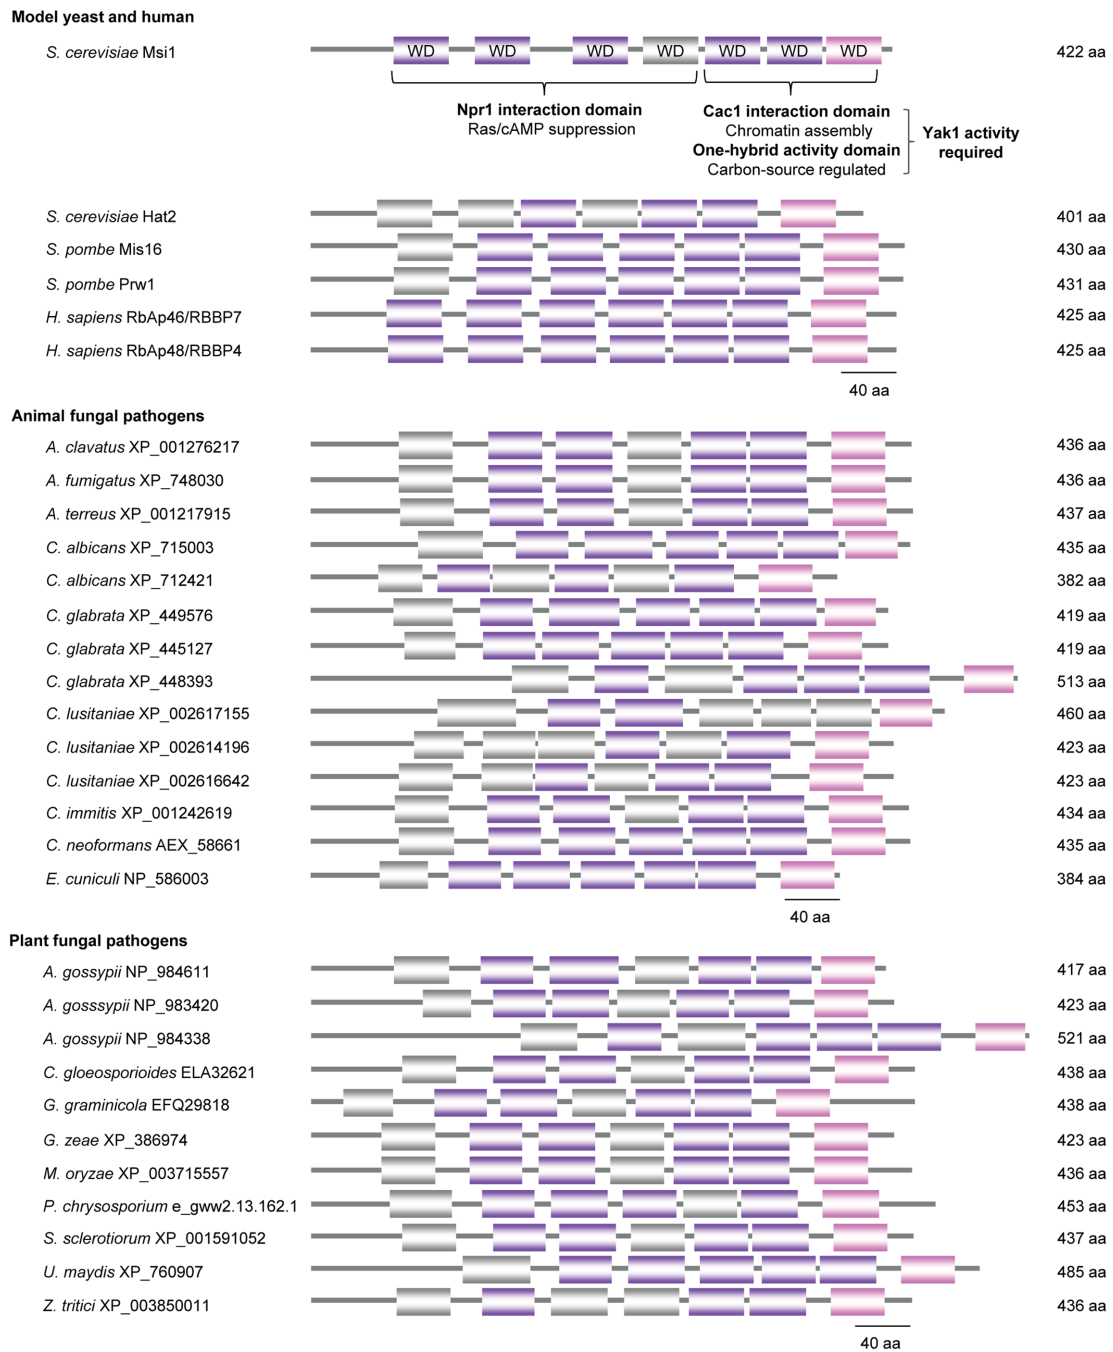 Model yeast and human
S. cerevisiae Msi1
WD WD WD WD WD WD WD
422 aa
Npr1 interaction domain
Ras/cAMP suppression
Cac1 interaction domain
Chromatin assembly
One-hybrid activity domain
Carbon-source regulated
Yak1 activity
required
S. cerevisiae Hat2 401 aa
S. pombe Mis16 430 aa
S. pombe Prw1 431 aa
H. sapiens RbAp46/RBBP7 425 aa
H. sapiens RbAp48/RBBP4 425 aa
40 aa
Animal fungal pathogens
A. clavatus XP_001276217 436 aa
A. fumigatus XP_748030 436 aa
A. terreus XP_001217915 437 aa
C. albicans XP_715003 435 aa
C. albicans XP_712421 382 aa
C. glabrata XP_449576 419 aa
C. glabrata XP_445127 419 aa
C. glabrata XP_448393 513 aa
C. lusitaniae XP_002617155 460 aa
C. lusitaniae XP_002614196 423 aa
C. lusitaniae XP_002616642 423 aa
C. immitis XP_001242619 434 aa
C. neoformans AEX_58661 435 aa
E. cuniculi NP_586003 384 aa
40 aa
Plant fungal pathogens
A. gossypii NP_984611 417 aa
A. gosssypii NP_983420 423 aa
A. gossypii NP_984338 521 aa
C. gloeosporioides ELA32621 438 aa
G. graminicola EFQ29818 438 aa
G. zeae XP_386974 423 aa
M. oryzae XP_003715557 436 aa
P. chrysosporium e_gww2.13.162.1 453 aa
S. sclerotiorum XP_001591052 437 aa
U. maydis XP_760907 485 aa
Z. tritici XP_003850011 436 aa
40 aa